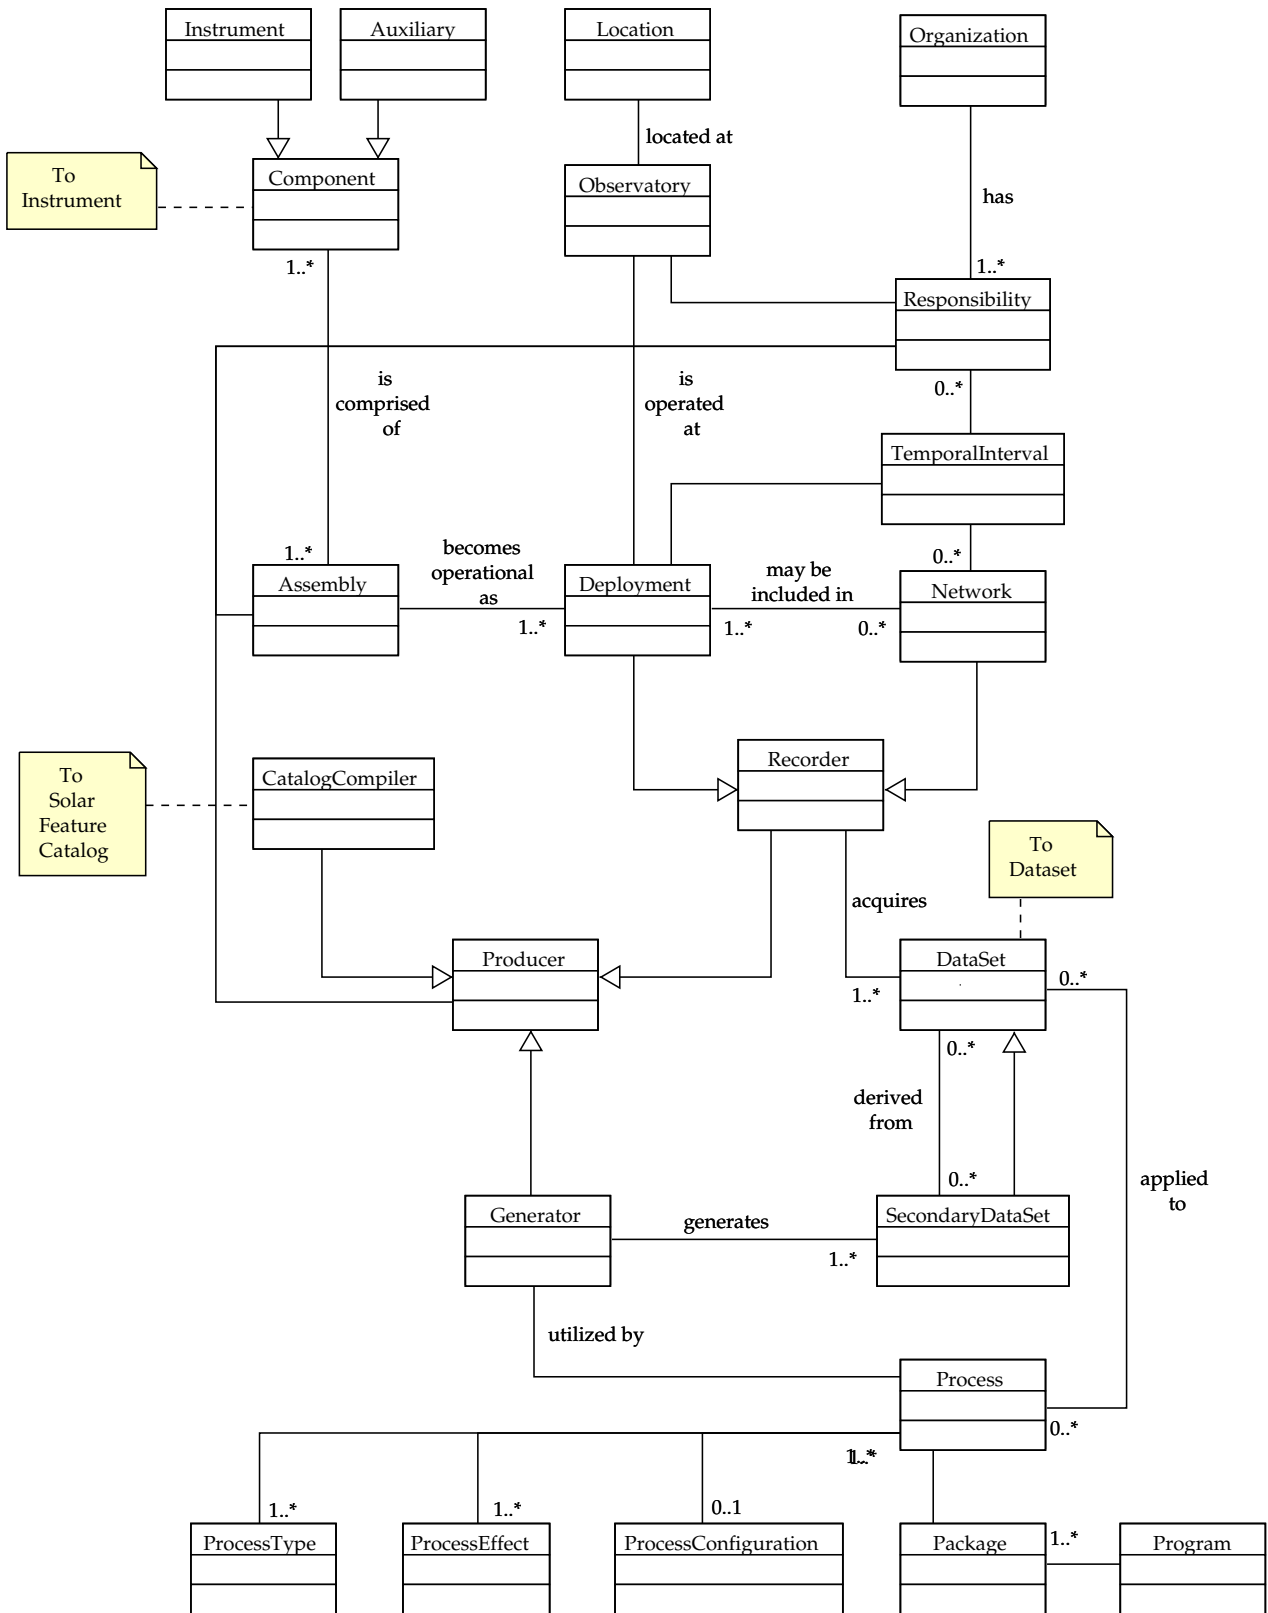 Instrument
Auxiliary
Location
Organization
located at
To
Instrument
Component
Observatory
has
1..*
1..*
Responsibility
is
comprised
of
is
operated
at
0..*
TemporalInterval
1..*
becomes
operational
as
may be
included in
0..*
Assembly
Deployment
Network
1..*
1..*
0..*
To
Solar
Feature
Catalog
CatalogCompiler
Recorder
To
Dataset
acquires
Producer
DataSet
0..*
1..*
0..*
derived
from
0..*
applied
to
Generator
generates
SecondaryDataSet
1..*
utilized by
Process
0..*
1..*
1..*
1..*
0..1
1..*
ProcessType
ProcessEffect
ProcessConfiguration
Package
Program